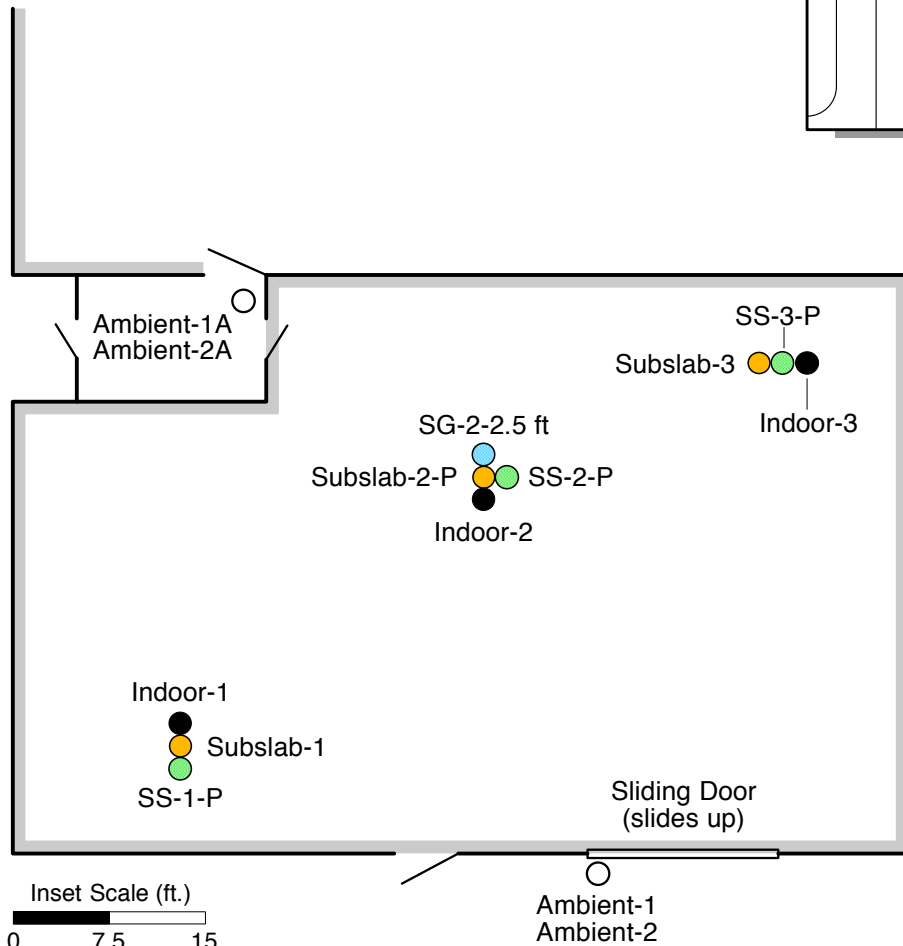 Ambient-1A
Ambient-2A
SS-3-P
Subslab-3
Indoor-3
SG-2-2.5 ft
Subslab-2-P
SS-2-P
Indoor-2
Indoor-1
Subslab-1
SS-1-P
Sliding Door
(slides up)
Inset Scale (ft.)
0 7.5 15
Ambient-1
Ambient-2